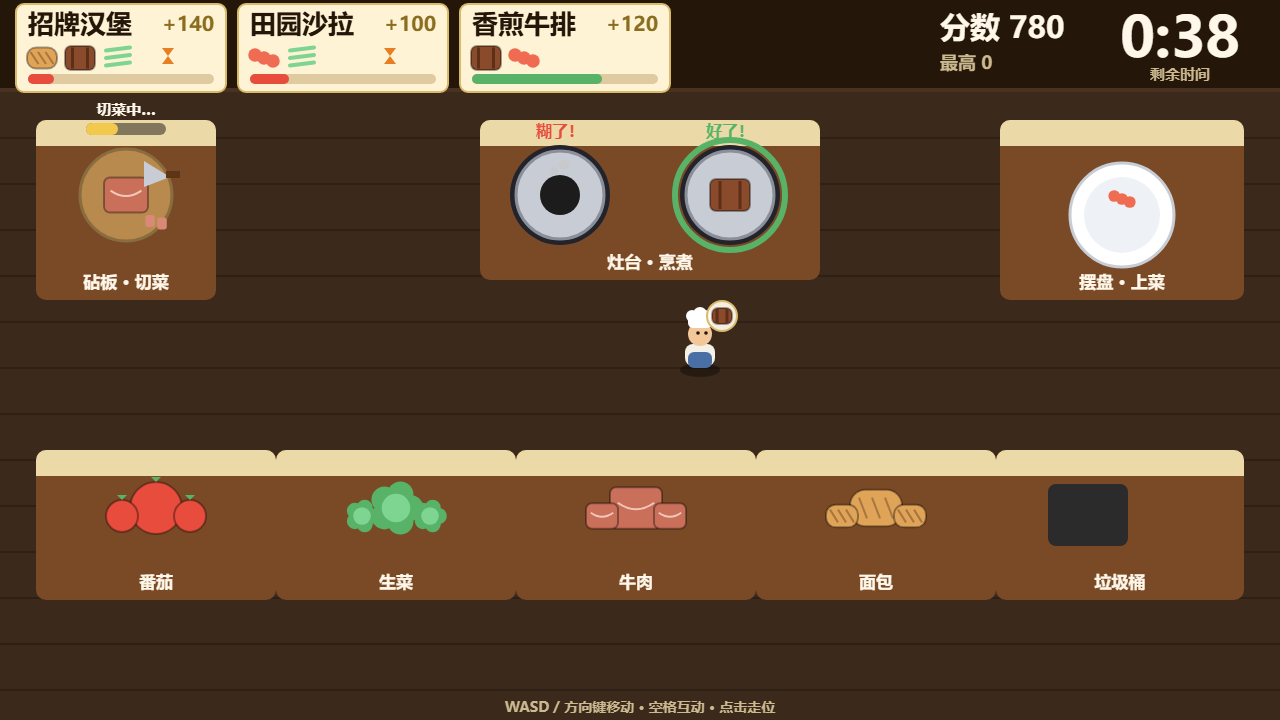 招牌汉堡 +140
田园沙拉 +100
香煎牛排 +120
分数 780
最高 0
0:38
剩余时间
切菜中...
糊了!
好了!
砧板 • 切菜
灶台 • 烹煮
摆盘 • 上菜
番茄
生菜
牛肉
面包
垃圾桶
WASD / 方向键移动 • 空格互动 • 点击走位